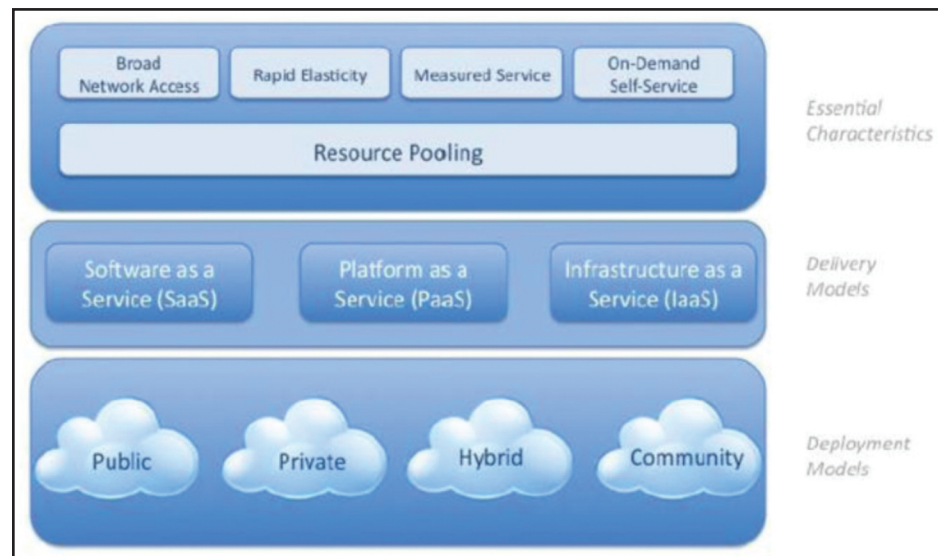 Broad
Network Access
Rapid Elasticity
Measured Service
On-Demand
Self-Service
Resource Pooling
Essential
Characteristics
Software as a
Service (SaaS)
Platform as a
Service (PaaS)
Infrastructure as a
Service (IaaS)
Delivery
Models
Public
Private
Hybrid
Community
Deployment
Models